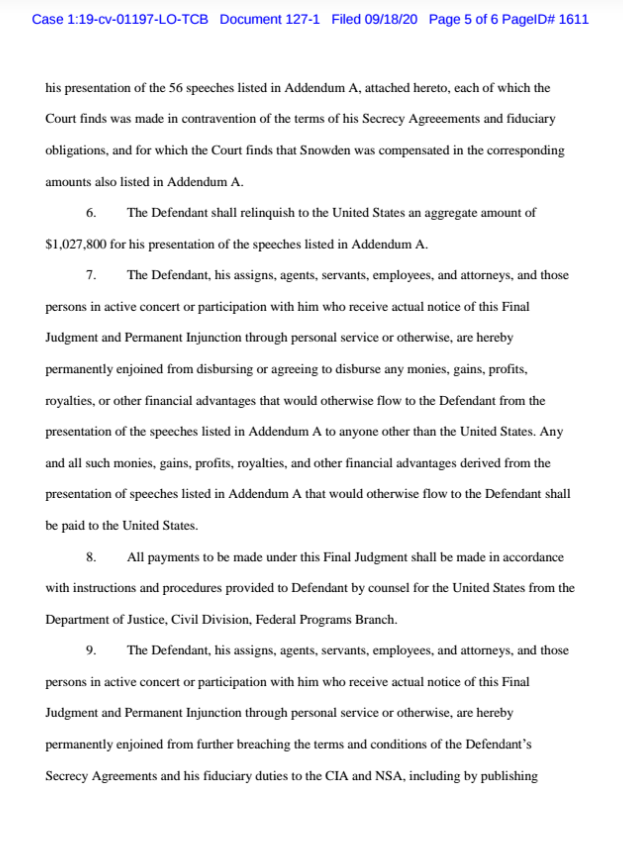 Case 1:19-cv-01197-LO-TCB Document 127-1 Filed 09/18/20 Page 5 of 6 PageID# 1611
his presentation of the 56 speeches listed in Addendum A, attached hereto, each of which the
Court finds was made in contravention of the terms of his Secrecy Agreeements and fiduciary
obligations, and for which the Court finds that Snowden was compensated in the corresponding
amounts also listed in Addendum A.
6. The Defendant shall relinquish to the United States an aggregate amount of
$1,027,800 for his presentation of the speeches listed in Addendum A.
7. The Defendant, his assigns, agents, servants, employees, and attorneys, and those
persons in active concert or participation with him who receive actual notice of this Final
Judgment and Permanent Injunction through personal service or otherwise, are hereby
permanently enjoined from disbursing or agreeing to disburse any monies, gains, profits,
royalties, or other financial advantages that would otherwise flow to the Defendant from the
presentation of the speeches listed in Addendum A to anyone other than the United States. Any
and all such monies, gains, profits, royalties, and other financial advantages derived from the
presentation of speeches listed in Addendum A that would otherwise flow to the Defendant shall
be paid to the United States.
8. All payments to be made under this Final Judgment shall be made in accordance
with instructions and procedures provided to Defendant by counsel for the United States from the
Department of Justice, Civil Division, Federal Programs Branch.
9. The Defendant, his assigns, agents, servants, employees, and attorneys, and those
persons in active concert or participation with him who receive actual notice of this Final
Judgment and Permanent Injunction through personal service or otherwise, are hereby
permanently enjoined from further breaching the terms and conditions of the Defendant's
Secrecy Agreements and his fiduciary duties to the CIA and NSA, including by publishing